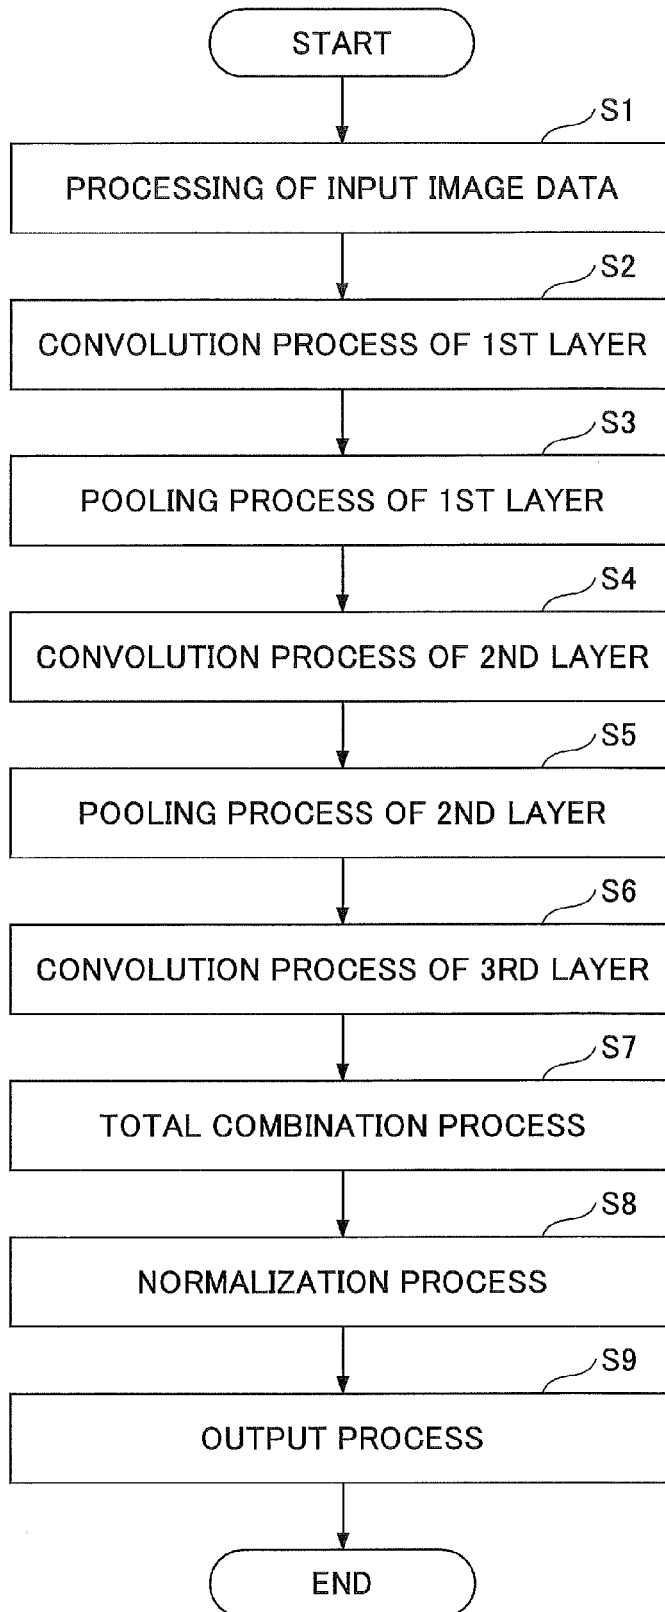 START
S1
PROCESSING OF INPUT IMAGE DATA
S2
CONVOLUTION PROCESS OF 1ST LAYER
S3
POOLING PROCESS OF 1ST LAYER
S4
CONVOLUTION PROCESS OF 2ND LAYER
S5
POOLING PROCESS OF 2ND LAYER
S6
CONVOLUTION PROCESS OF 3RD LAYER
S7
TOTAL COMBINATION PROCESS
S8
NORMALIZATION PROCESS
S9
OUTPUT PROCESS
END